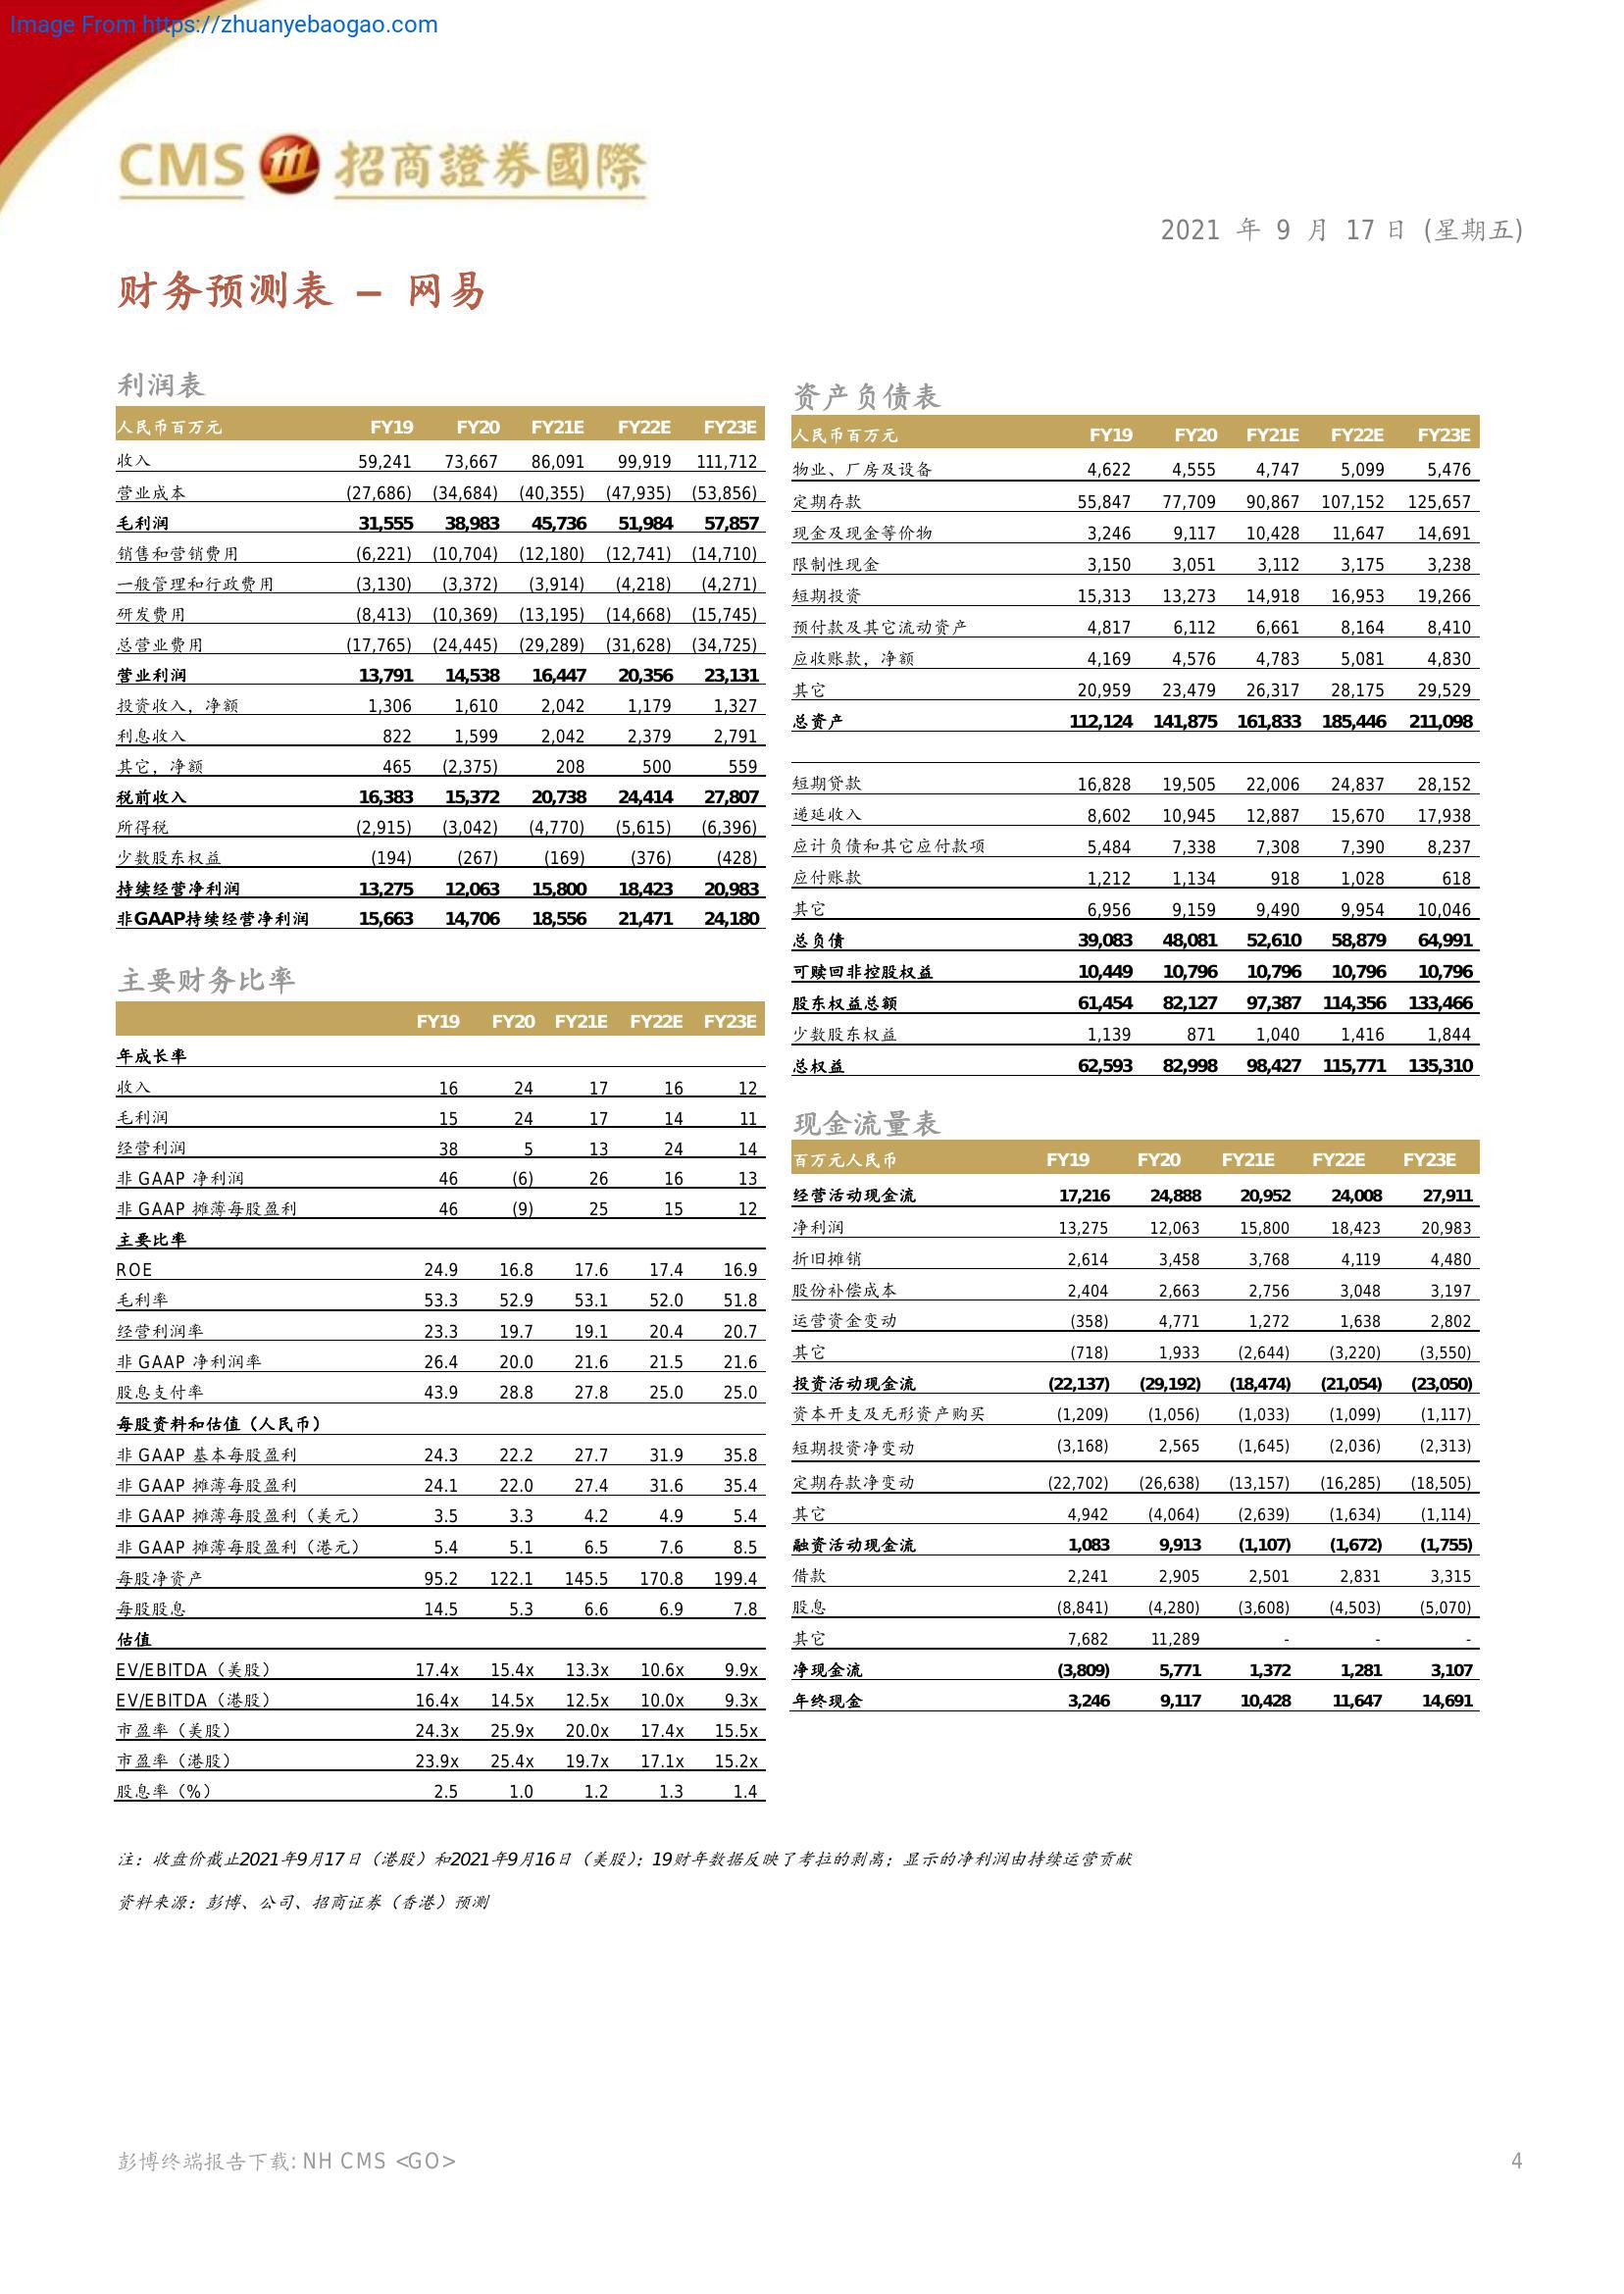 Image From https://zhuanyebaogao.com
CMS 招商證券國際
2021 年 9 月 17 日 (星期五)
财务预测表 – 网易
利润表
人民币百万元 FY19 FY20 FY21E FY22E FY23E
收入 59,241 73,667 86,091 99,919 111,712
营业成本 (27,686) (34,684) (40,355) (47,935) (53,856)
毛利润 31,555 38,983 45,736 51,984 57,857
销售和营销费用 (6,221) (10,704) (12,180) (12,741) (14,710)
一般管理和行政费用 (3,130) (3,372) (3,914) (4,218) (4,271)
研发费用 (8,413) (10,369) (13,195) (14,668) (15,745)
总营业费用 (17,765) (24,445) (29,289) (31,628) (34,725)
营业利润 13,791 14,538 16,447 20,356 23,131
投资收入，净额 1,306 1,610 2,042 1,179 1,327
利息收入 822 1,599 2,042 2,379 2,791
其它，净额 465 (2,375) 208 500 559
税前收入 16,383 15,372 20,738 24,414 27,807
所得税 (2,915) (3,042) (4,770) (5,615) (6,396)
少数股东权益 (194) (267) (169) (376) (428)
持续经营净利润 13,275 12,063 15,800 18,423 20,983
非GAAP持续经营净利润 15,663 14,706 18,556 21,471 24,180
主要财务比率
FY19 FY20 FY21E FY22E FY23E
年成长率
收入 16 24 17 16 12
毛利润 15 24 17 14 11
经营利润 38 5 13 24 14
非 GAAP 净利润 46 (6) 26 16 13
非 GAAP 摊薄每股盈利 46 (9) 25 15 12
主要比率
ROE 24.9 16.8 17.6 17.4 16.9
毛利率 53.3 52.9 53.1 52.0 51.8
经营利润率 23.3 19.7 19.1 20.4 20.7
非 GAAP 净利润率 26.4 20.0 21.6 21.5 21.6
股息支付率 43.9 28.8 27.8 25.0 25.0
每股资料和估值（人民币）
非 GAAP 基本每股盈利 24.3 22.2 27.7 31.9 35.8
非 GAAP 摊薄每股盈利 24.1 22.0 27.4 31.6 35.4
非 GAAP 摊薄每股盈利（美元） 3.5 3.3 4.2 4.9 5.4
非 GAAP 摊薄每股盈利（港元） 5.4 5.1 6.5 7.6 8.5
每股净资产 95.2 122.1 145.5 170.8 199.4
每股股息 14.5 5.3 6.6 6.9 7.8
估值
EV/EBITDA（美股） 17.4x 15.4x 13.3x 10.6x 9.9x
EV/EBITDA（港股） 16.4x 14.5x 12.5x 10.0x 9.3x
市盈率（美股） 24.3x 25.9x 20.0x 17.4x 15.5x
市盈率（港股） 23.9x 25.4x 19.7x 17.1x 15.2x
股息率（%） 2.5 1.0 1.2 1.3 1.4
资产负债表
人民币百万元 FY19 FY20 FY21E FY22E FY23E
物业、厂房及设备 4,622 4,555 4,747 5,099 5,476
定期存款 55,847 77,709 90,867 107,152 125,657
现金及现金等价物 3,246 9,117 10,428 11,647 14,691
限制性现金 3,150 3,051 3,112 3,175 3,238
短期投资 15,313 13,273 14,918 16,953 19,266
预付款及其它流动资产 4,817 6,112 6,661 8,164 8,410
应收账款，净额 4,169 4,576 4,783 5,081 4,830
其它 20,959 23,479 26,317 28,175 29,529
总资产 112,124 141,875 161,833 185,446 211,098
短期贷款 16,828 19,505 22,006 24,837 28,152
递延收入 8,602 10,945 12,887 15,670 17,938
应计负债和其它应付款项 5,484 7,338 7,308 7,390 8,237
应付账款 1,212 1,134 918 1,028 618
其它 6,956 9,159 9,490 9,954 10,046
总负债 39,083 48,081 52,610 58,879 64,991
可赎回非控股权益 10,449 10,796 10,796 10,796 10,796
股东权益总额 61,454 82,127 97,387 114,356 133,466
少数股东权益 1,139 871 1,040 1,416 1,844
总权益 62,593 82,998 98,427 115,771 135,310
现金流量表
百万元人民币 FY19 FY20 FY21E FY22E FY23E
经营活动现金流 17,216 24,888 20,952 24,008 27,911
净利润 13,275 12,063 15,800 18,423 20,983
折旧摊销 2,614 3,458 3,768 4,119 4,480
股份补偿成本 2,404 2,663 2,756 3,048 3,197
运营资金变动 (358) 4,771 1,272 1,638 2,802
其它 (718) 1,933 (2,644) (3,220) (3,550)
投资活动现金流 (22,137) (29,192) (18,474) (21,054) (23,050)
资本开支及无形资产购买 (1,209) (1,056) (1,033) (1,099) (1,117)
短期投资净变动 (3,168) 2,565 (1,645) (2,036) (2,313)
定期存款净变动 (22,702) (26,638) (13,157) (16,285) (18,505)
其它 4,942 (4,064) (2,639) (1,634) (1,114)
融资活动现金流 1,083 9,913 (1,107) (1,672) (1,755)
借款 2,241 2,905 2,501 2,831 3,315
股息 (8,841) (4,280) (3,608) (4,503) (5,070)
其它 7,682 11,289 - - -
净现金流 (3,809) 5,771 1,372 1,281 3,107
年终现金 3,246 9,117 10,428 11,647 14,691
注：收盘价截止2021年9月17日（港股）和2021年9月16日（美股）；19财年数据反映了考拉的剥离；显示的净利润由持续运营贡献
资料来源：彭博、公司、招商证券（香港）预测
彭博终端报告下载: NH CMS <GO>
4